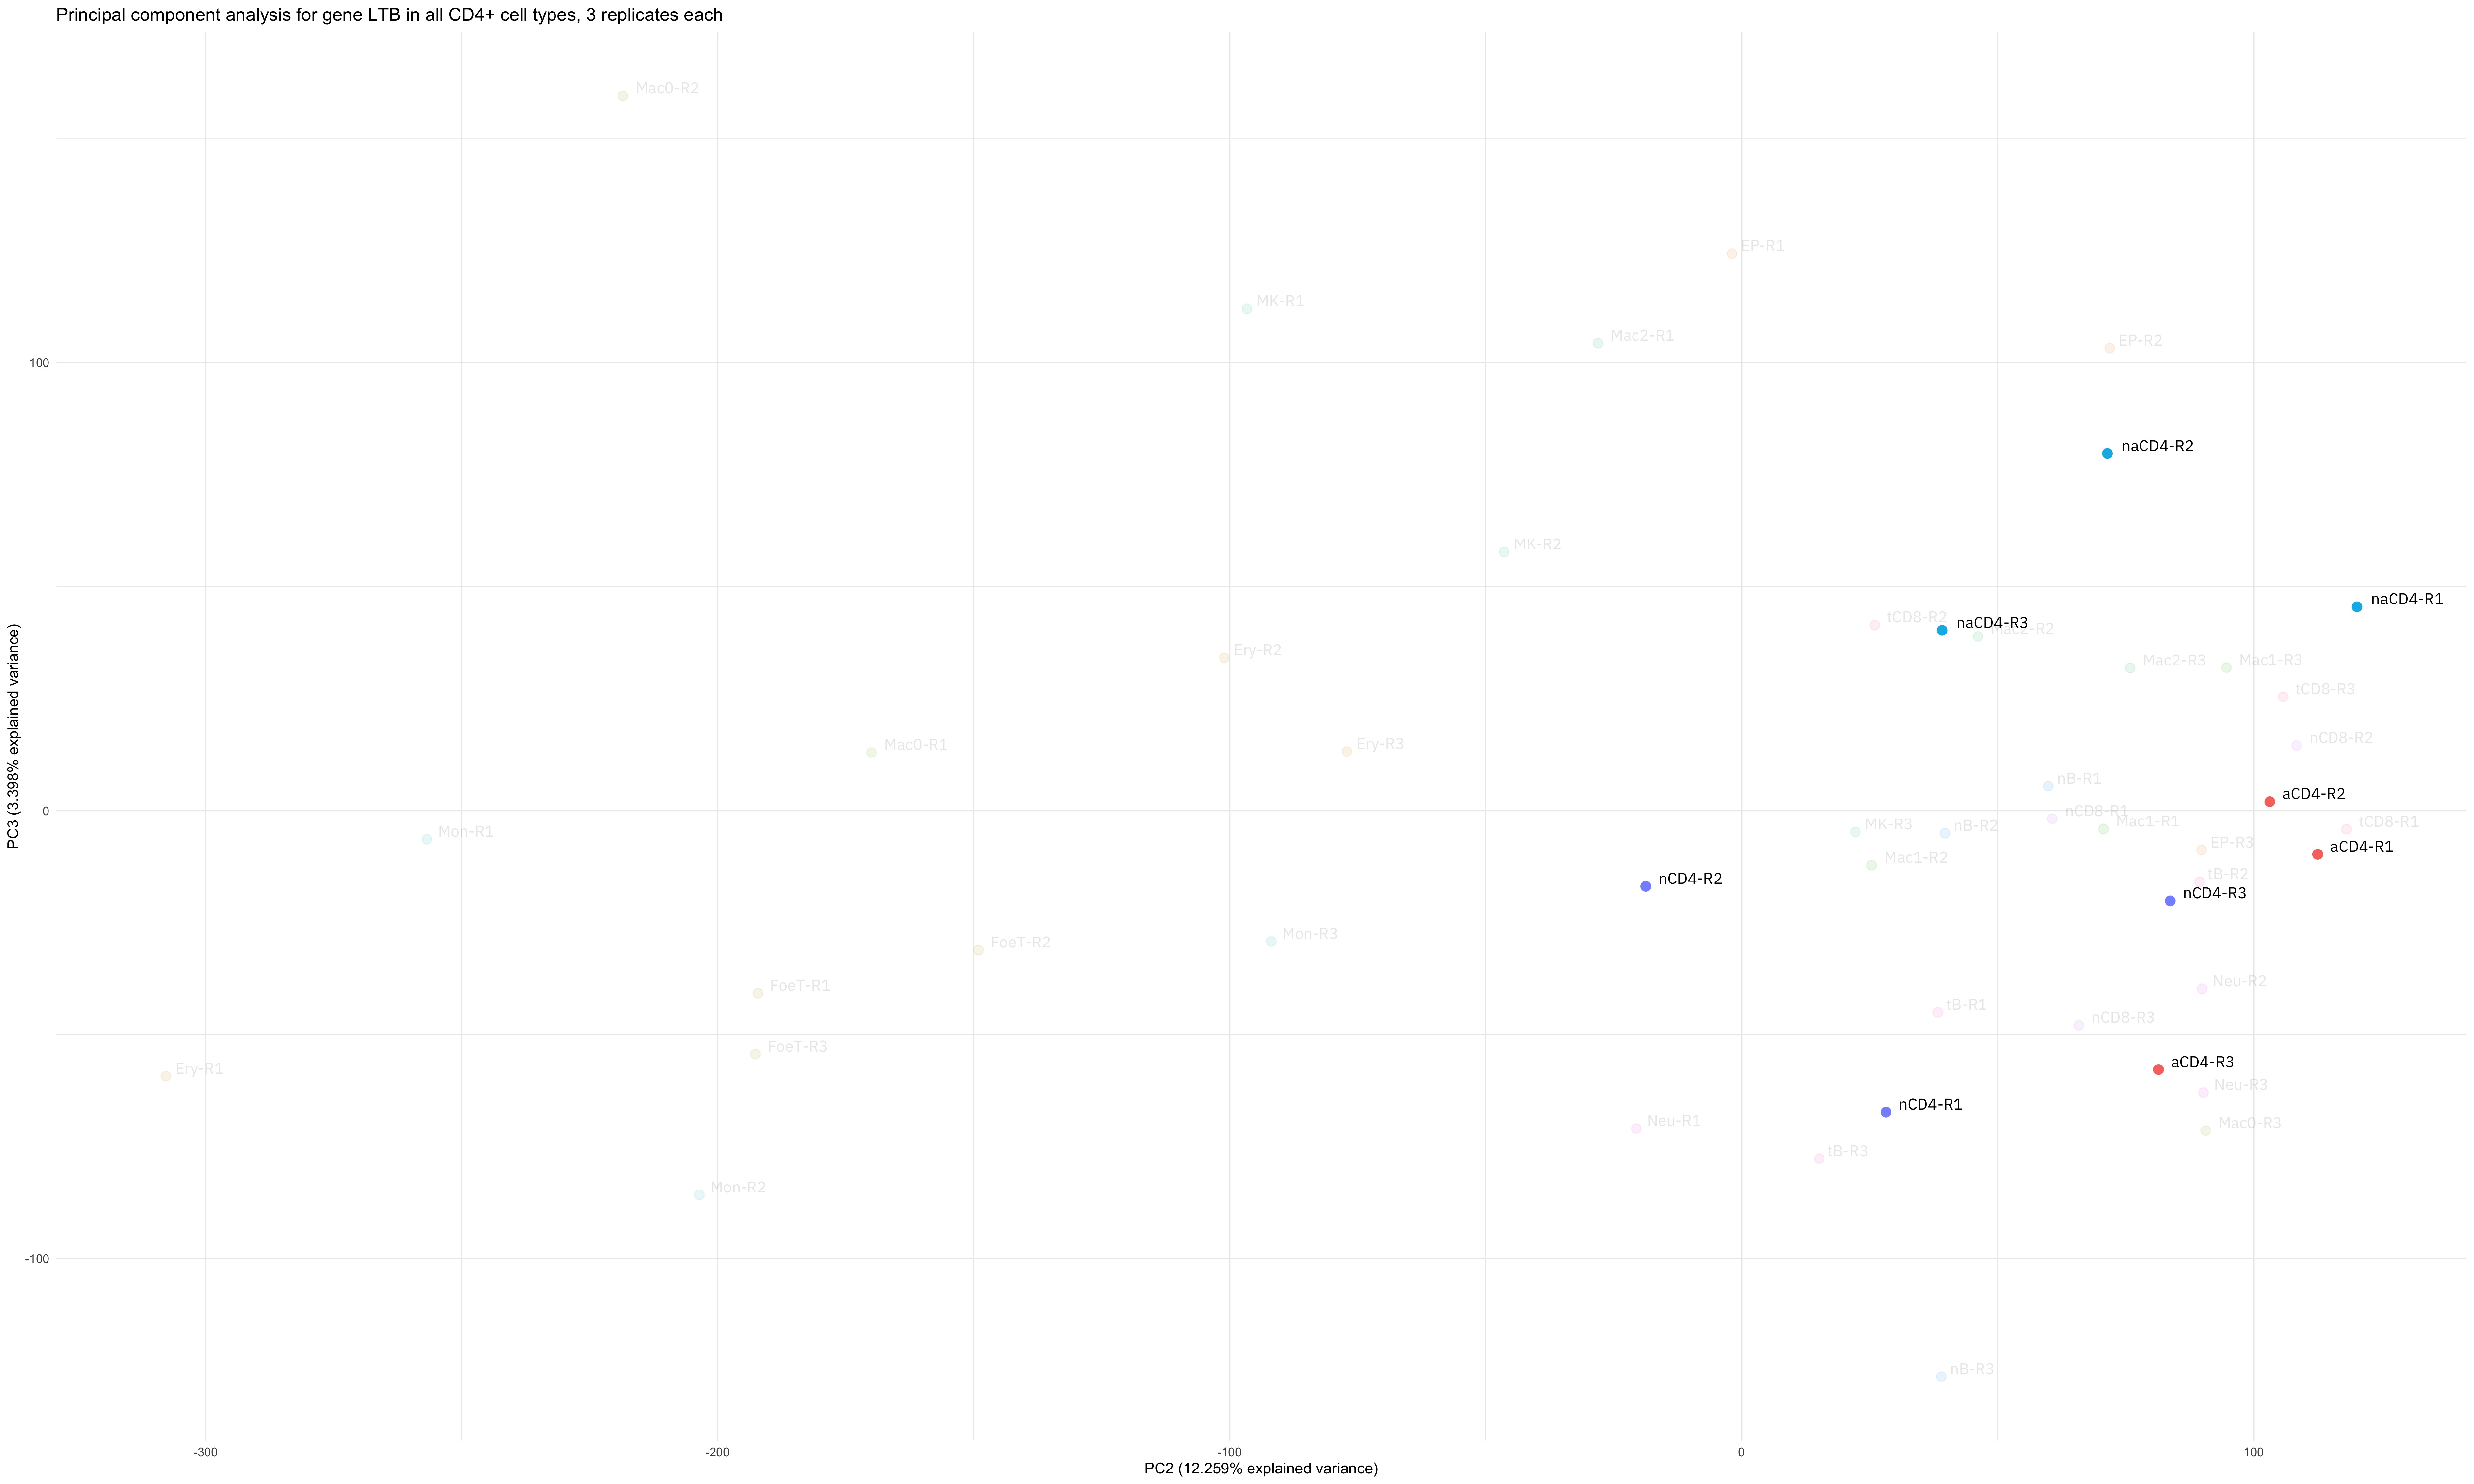 Principal component analysis for gene LTB in all CD4+ cell types, 3 replicates each
Mac0-R2
EP-R1
MK-R1
Mac2-R1
EP-R2
100
naCD4-R2
MK-R2
naCD4-R1
tCD8-R2
naCD4-R3
Mac2-R2
Ery-R2
Mac2-R3
Mac1-R3
tCD8-R3
Mac0-R1
Ery-R3
nCD8-R2
nB-R1
aCD4-R2
0
nCD8-R1
Mon-R1
MK-R3
nB-R2
Mac1-R1
tCD8-R1
EP-R3
aCD4-R1
Mac1-R2
nCD4-R2
tB-R2
nCD4-R3
FoeT-R2
Mon-R3
FoeT-R1
Neu-R2
tB-R1
nCD8-R3
FoeT-R3
Ery-R1
aCD4-R3
Neu-R3
nCD4-R1
Neu-R1
Mac0-R3
tB-R3
Mon-R2
-100
nB-R3
PC3 (3.398% explained variance)
-300
-200
-100
0
100
PC2 (12.259% explained variance)